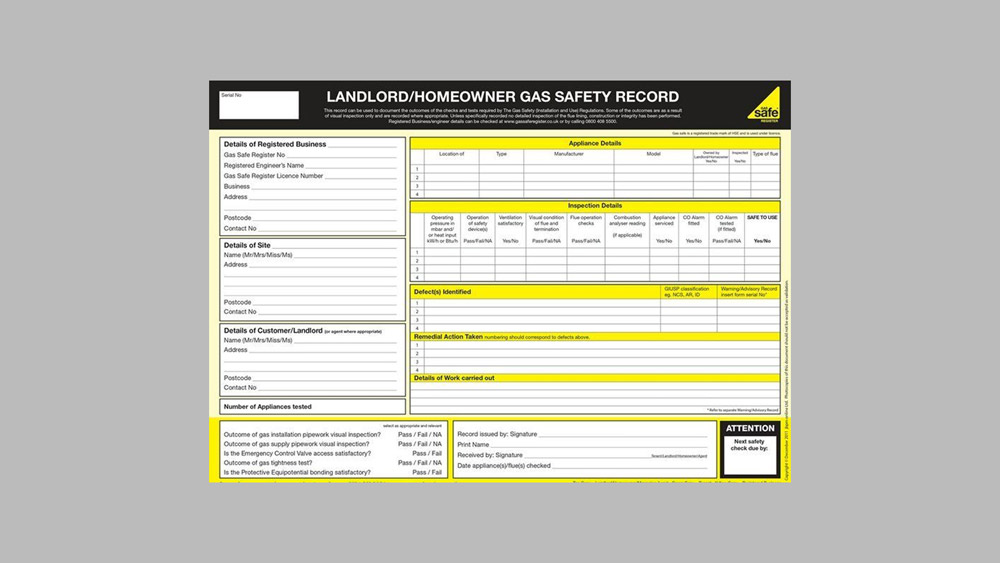 Serial No
LANDLORD/HOMEOWNER GAS SAFETY RECORD
This record can be used to document the outcomes of the checks and tests required by The Gas Safety (Installation and Use) Regulations. Some of the outcomes are as a result
of visual inspection only and are recorded where appropriate. Unless specifically recorded no detailed inspection of the flue lining, construction or integrity has been performed.
Registered Business/engineer details can be checked at www.gassaferegister.co.uk or by calling 0800 408 5500.
GAS
safe
REGISTER
Gas safe is a registered trade mark of HSE and is used under licence
Details of Registered Business
Gas Safe Register No
Registered Engineer's Name
Gas Safe Register Licence Number
Business
Address
Postcode
Contact No
Details of Site
Name (Mr/Mrs/Miss/Ms)
Address
Postcode
Contact No
Details of Customer/Landlord (or agent where appropriate)
Name (Mr/Mrs/Miss/Ms)
Address
Postcode
Contact No
Number of Appliances tested
Appliance Details
Location of Type Manufacturer Model Owned by Landlord/Homeowner Yes/No Inspected Yes/No Type of flue
1
2
3
4
Inspection Details
Operating pressure in mbar and/ or heat input kW/h or Btu/h Operation of safety device(s) Pass/Fail/NA Ventilation satisfactory Yes/No Visual condition of flue and termination Pass/Fail/NA Flue operation checks Pass/Fail/NA Combustion analyser reading (if applicable) Appliance serviced Yes/No CO Alarm fitted Yes/No CO Alarm tested (if fitted) Pass/Fail/NA SAFE TO USE Yes/No
1
2
3
4
Defect(s) Identified GIUSP classification eg. NCS, AR, ID Warning/Advisory Record insert form serial No*
1
2
3
4
Remedial Action Taken numbering should correspond to defects above.
1
2
3
4
Details of Work carried out
* Refer to separate Warning/Advisory Record
select as appropriate and relevant
Outcome of gas installation pipework visual inspection? Pass / Fail / NA
Outcome of gas supply pipework visual inspection? Pass / Fail / NA
Is the Emergency Control Valve access satisfactory? Pass / Fail
Outcome of gas tightness test? Pass / Fail / NA
Is the Protective Equipotential bonding satisfactory? Pass / Fail
Record issued by: Signature
Print Name
Received by: Signature
Tenant/Landlord/Homeowner/Agent
Date appliance(s)/flue(s) checked
ATTENTION
Next safety
check due by: